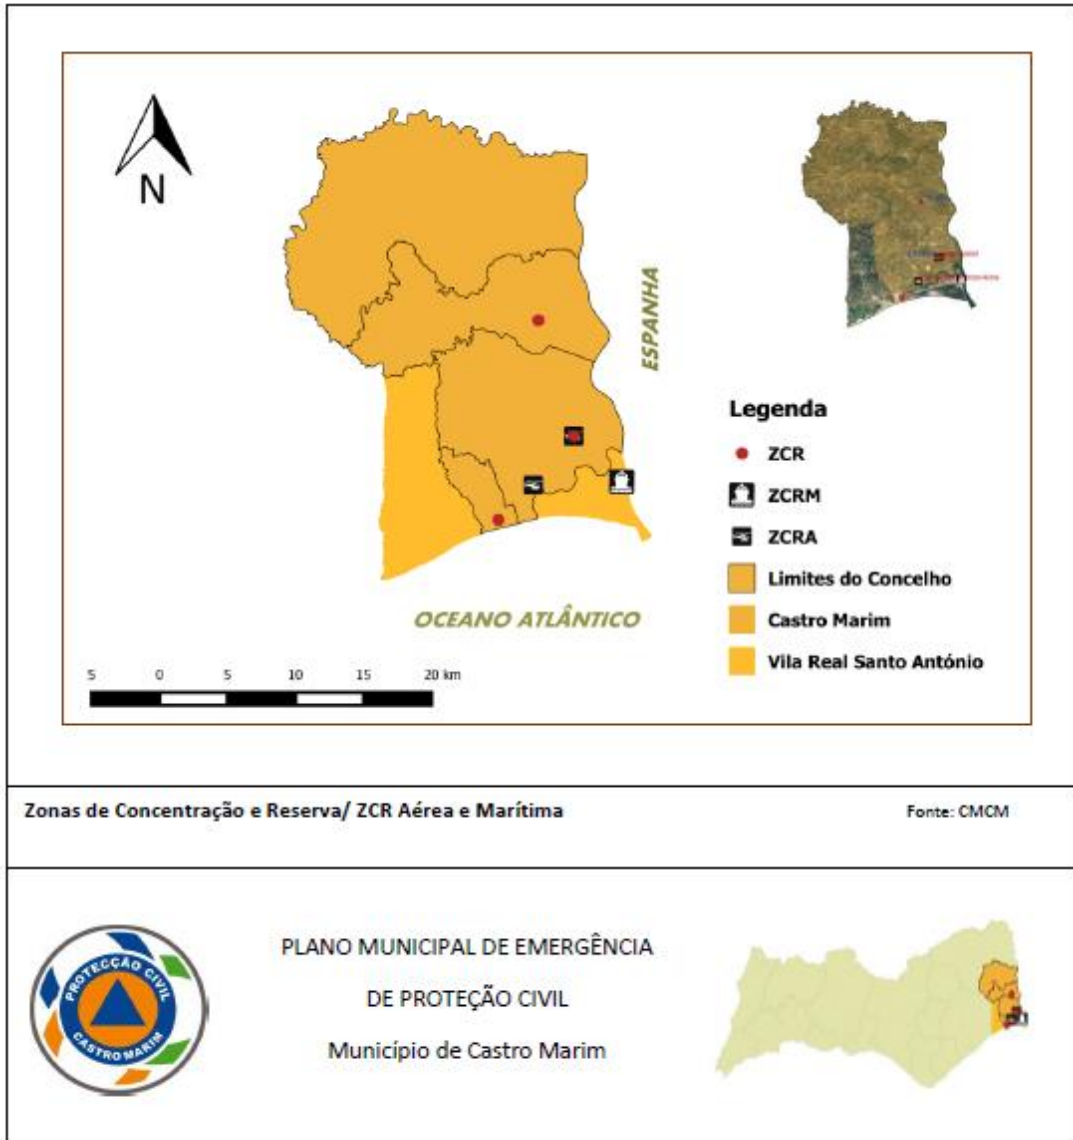 N
ESPANHA
OCEANO ATLÂNTICO
Legenda
ZCR
ZCRM
ZCRA
Limites do Concelho
Castro Marim
Vila Real Santo António
5 0 5 10 15 20 km
Zonas de Concentração e Reserva/ ZCR Aérea e Marítima
Fonte: CMCM
PROTECÇÃO CIVIL
CASTRO MARIM
PLANO MUNICIPAL DE EMERGÊNCIA
DE PROTEÇÃO CIVIL
Município de Castro Marim